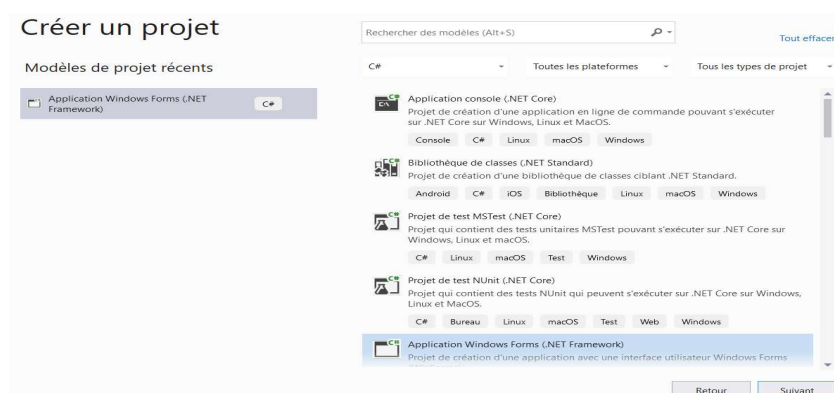 Créer un projet
Modèles de projet récents
Application Windows Forms (.NET
Framework)
C#
Rechercher des modèles (Alt+S)
Tout effacer
C#
Toutes les plateformes
Tous les types de projet
Application console (.NET Core)
Projet de création d'une application en ligne de commande pouvant s'exécuter
sur .NET Core sur Windows, Linux et MacOS.
Console C# Linux macOS Windows
Bibliothèque de classes (.NET Standard)
Projet de création d'une bibliothèque de classes ciblant .NET Standard.
Android C# iOS Bibliothèque Linux macOS Windows
Projet de test MSTest (.NET Core)
Projet qui contient des tests unitaires MSTest pouvant s'exécuter sur .NET Core sur
Windows, Linux et macOS.
C# Linux macOS Test Windows
Projet de test NUnit (.NET Core)
Projet qui contient des tests NUnit qui peuvent s'exécuter sur .NET Core sur Windows,
Linux et MacOS.
C# Bureau Linux macOS Test Web Windows
Application Windows Forms (.NET Framework)
Projet de création d'une application avec une interface utilisateur Windows Forms
Retour
Suivant